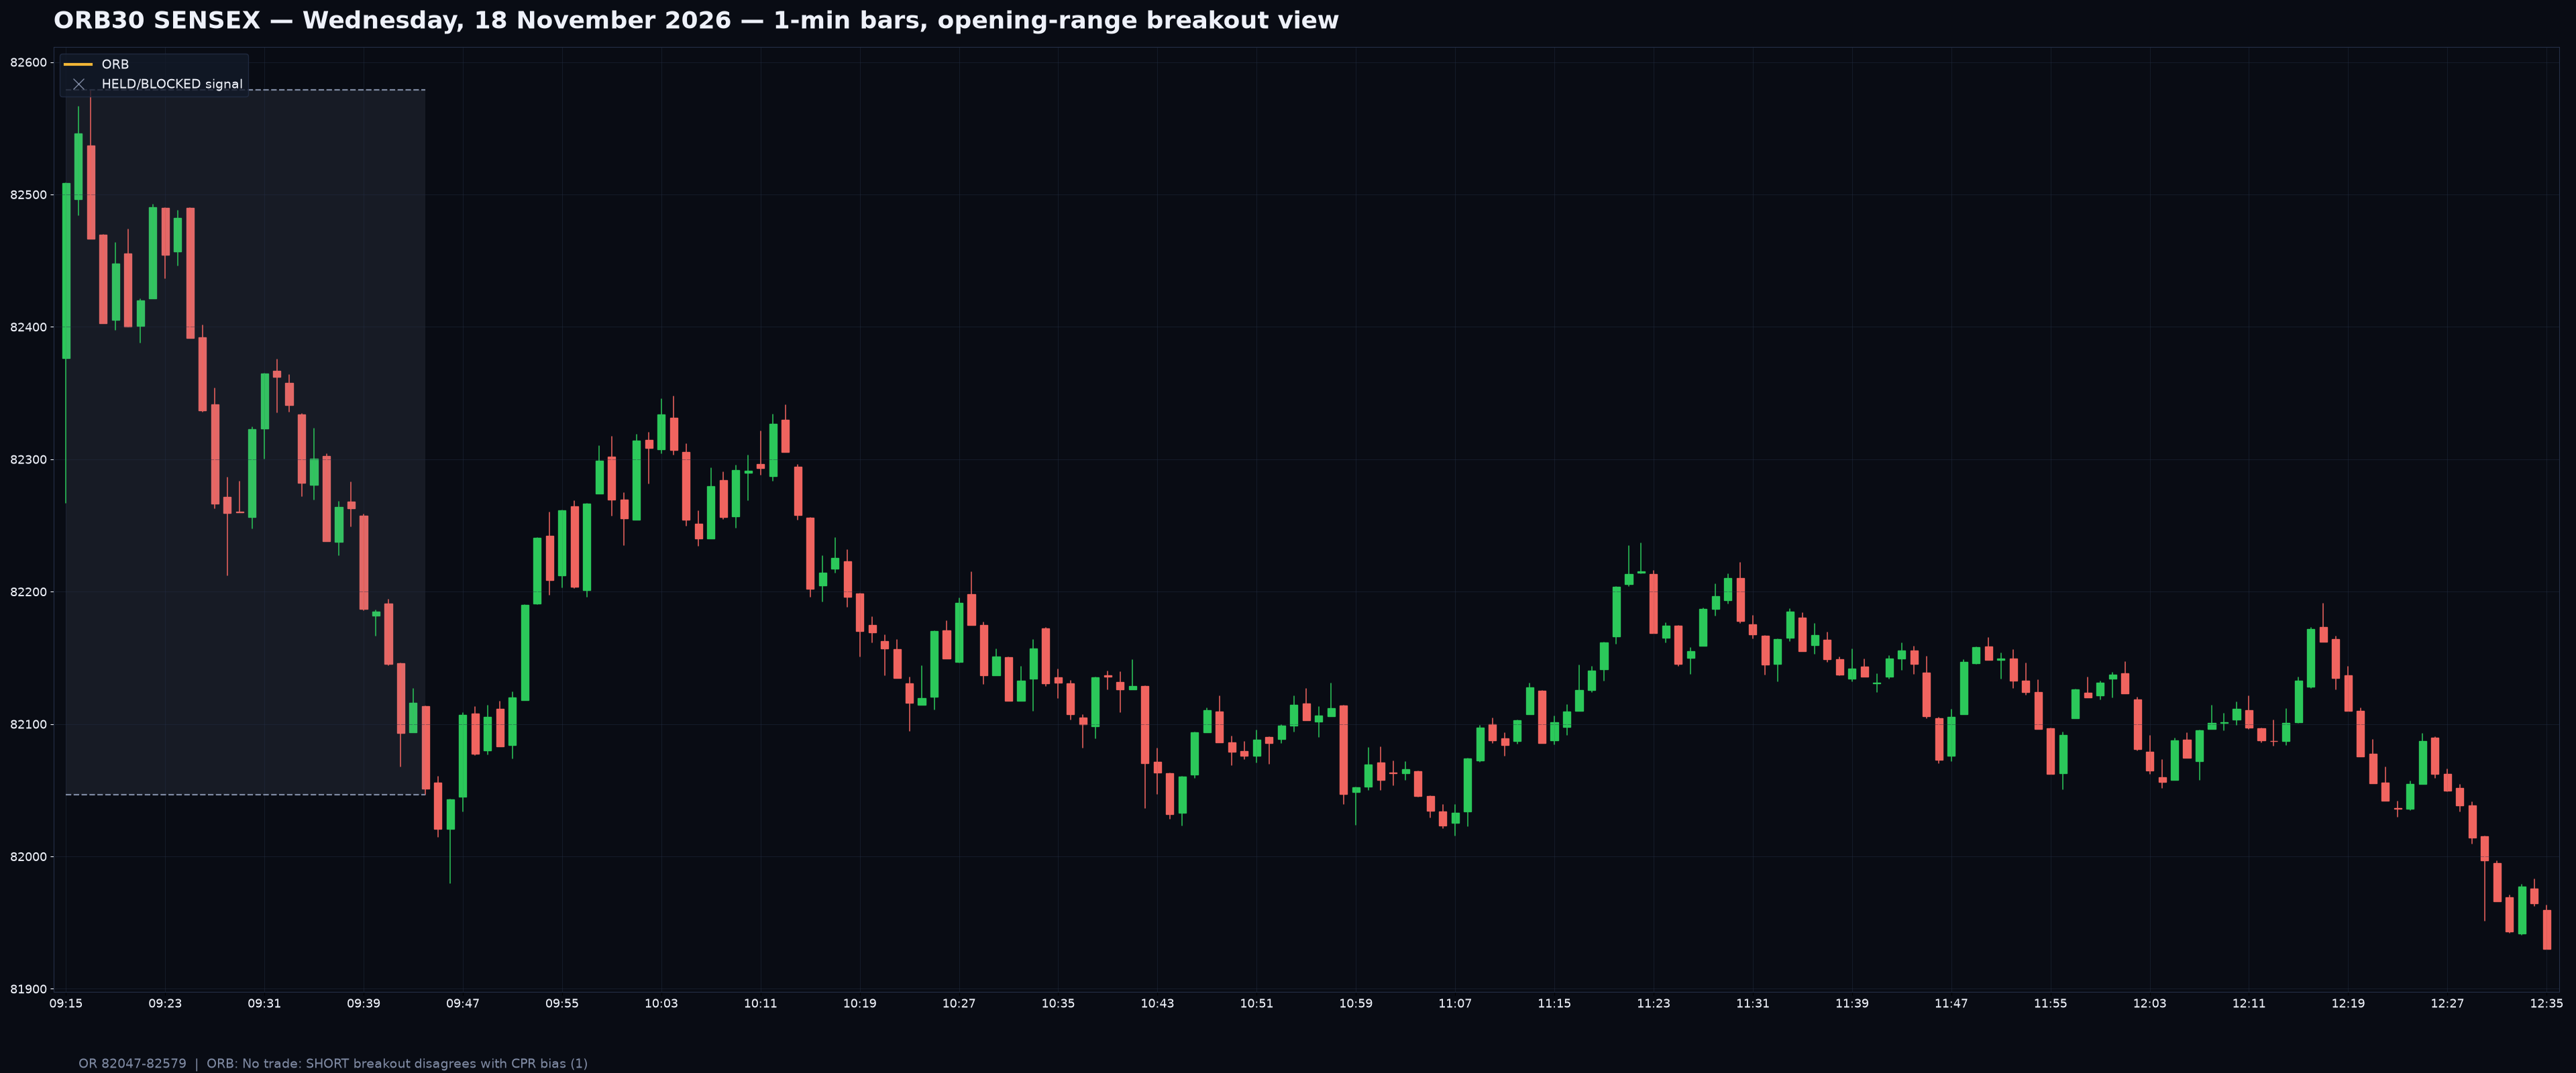 ORB30 SENSEX — Wednesday, 18 November 2026 — 1-min bars, opening-range breakout view
ORB
HELD/BLOCKED signal
82600
82500
82400
82300
82200
82100
82000
81900
09:15 09:23 09:31 09:39 09:47 09:55 10:03 10:11 10:19 10:27 10:35 10:43 10:51 10:59 11:07 11:15 11:23 11:31 11:39 11:47 11:55 12:03 12:11 12:19 12:27 12:35
OR 82047-82579 | ORB: No trade: SHORT breakout disagrees with CPR bias (1)